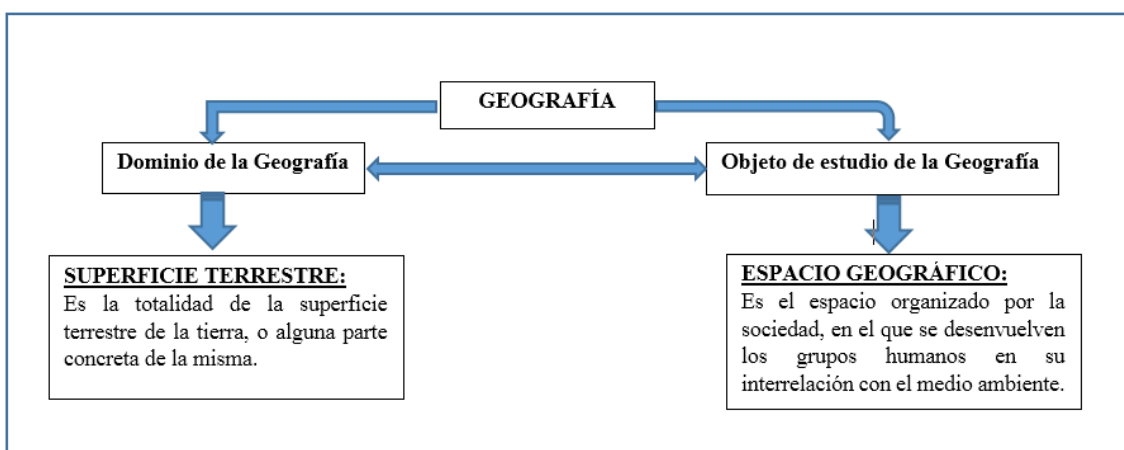 GEOGRAFÍA
Dominio de la Geografía
Objeto de estudio de la Geografía
SUPERFICIE TERRESTRE:
Es la totalidad de la superficie
terrestre de la tierra, o alguna parte
concreta de la misma.
ESPACIO GEOGRÁFICO:
Es el espacio organizado por la
sociedad, en el que se desenvuelven
los grupos humanos en su
interrelación con el medio ambiente.